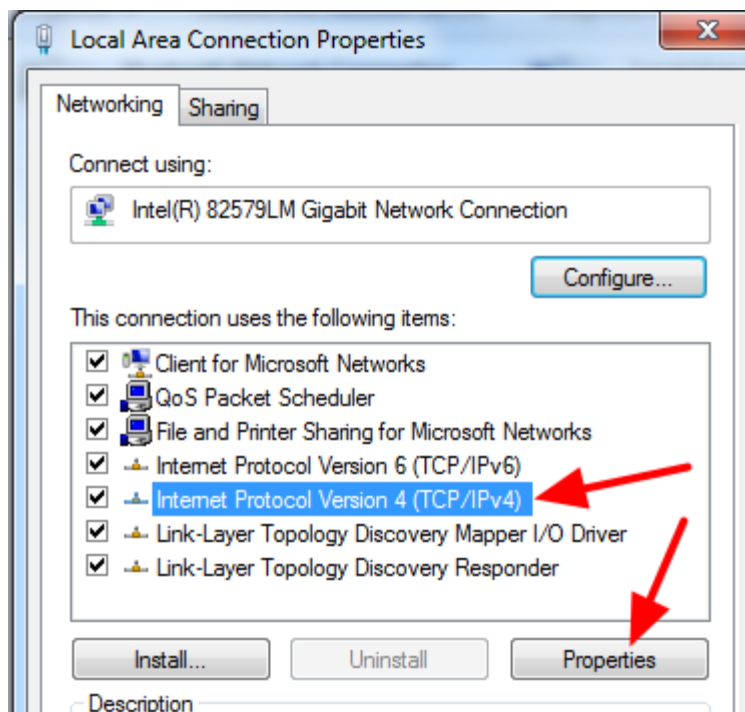 Local Area Connection Properties
Networking Sharing
Connect using:
Intel(R) 82579LM Gigabit Network Connection
Configure...
This connection uses the following items:
Client for Microsoft Networks
QoS Packet Scheduler
File and Printer Sharing for Microsoft Networks
Internet Protocol Version 6 (TCP/IPv6)
Internet Protocol Version 4 (TCP/IPv4)
Link-Layer Topology Discovery Mapper I/O Driver
Link-Layer Topology Discovery Responder
Install... Uninstall Properties
Description